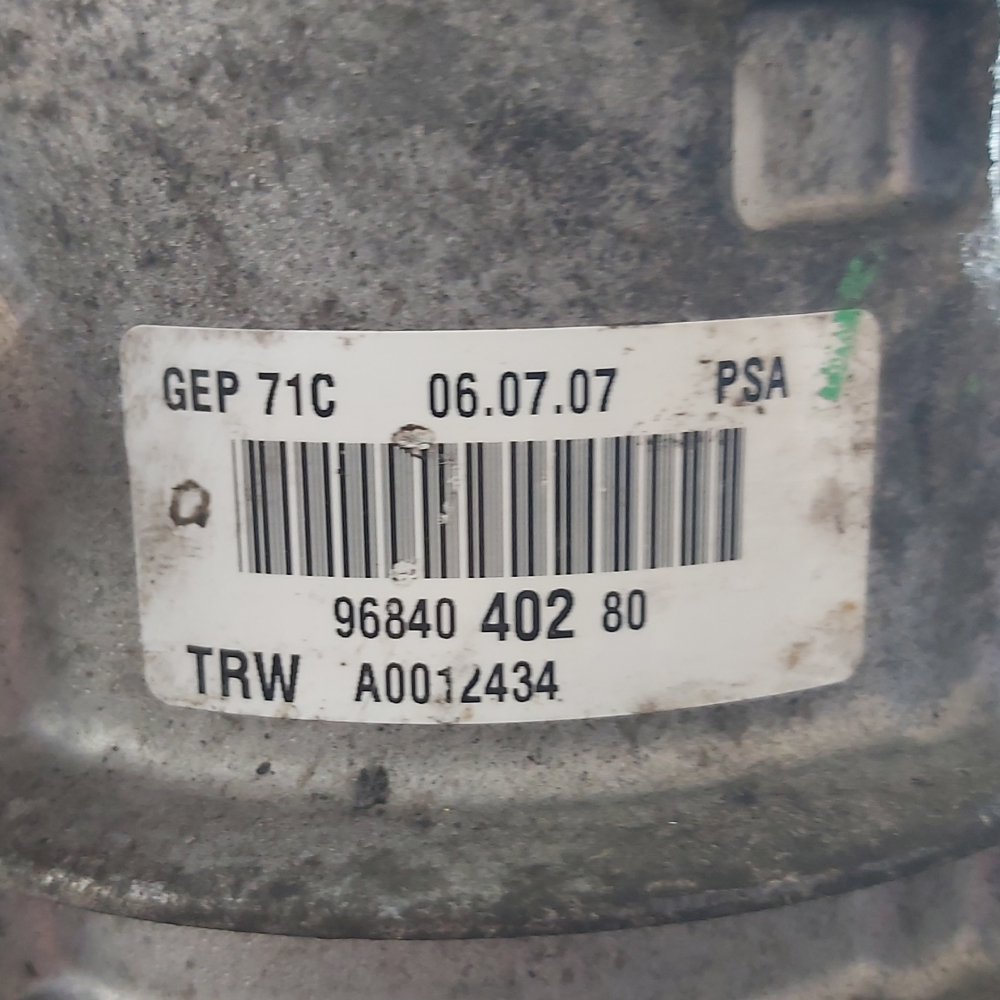 GEP 71C 06.07.07 PSA
Q
96840 402 80
TRW A0012434